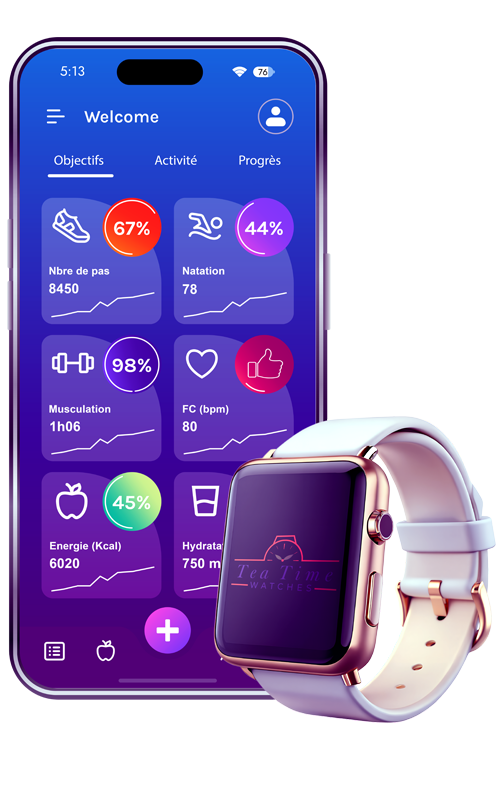 5:13
76
Welcome
Objectifs Activité Progrès
67% 44%
Nbre de pas Natation
8450 78
98%
Musculation FC (bpm)
1h06 80
45%
Energie (Kcal) Hydrata
6020 750 m
Tea Time
WATCHES